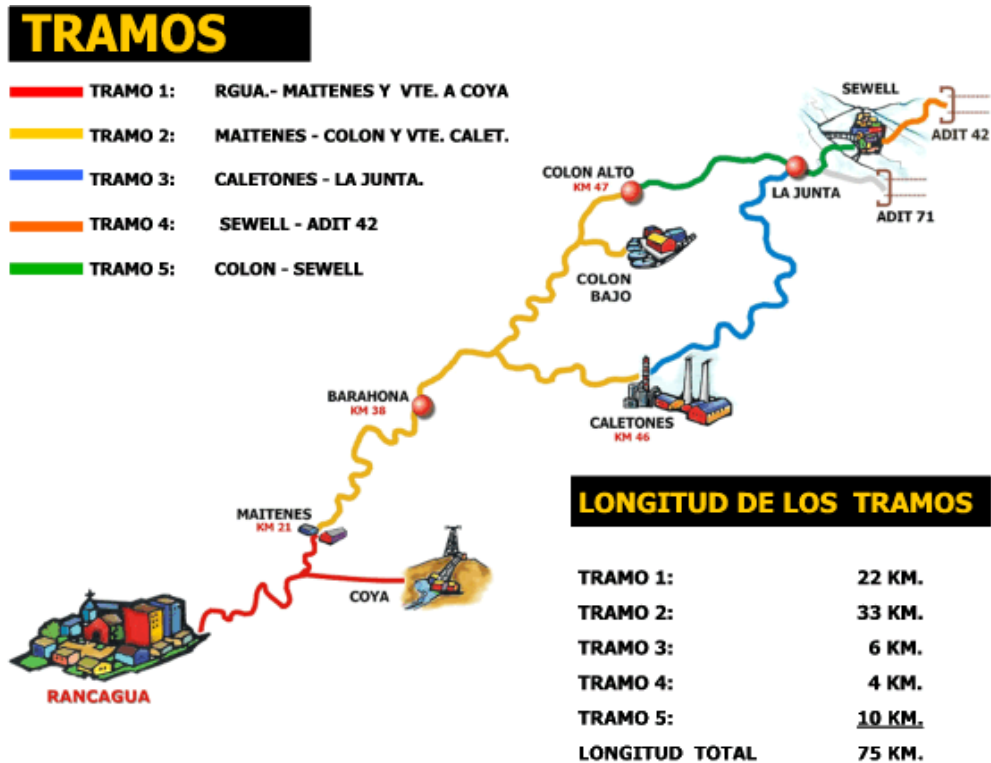 TRAMOS
TRAMO 1: RGUA.- MAITENES Y VTE. A COYA
TRAMO 2: MAITENES - COLON Y VTE. CALET.
TRAMO 3: CALETONES - LA JUNTA.
TRAMO 4: SEWELL - ADIT 42
TRAMO 5: COLON - SEWELL
SEWELL
ADIT 42
COLON ALTO
KM 47
LA JUNTA
ADIT 71
COLON
BAJO
BARAHONA
KM 38
CALETONES
KM 46
MAITENES
KM 21
COYA
RANCAGUA
LONGITUD DE LOS TRAMOS
TRAMO 1: 22 KM.
TRAMO 2: 33 KM.
TRAMO 3: 6 KM.
TRAMO 4: 4 KM.
TRAMO 5: 10 KM.
LONGITUD TOTAL 75 KM.